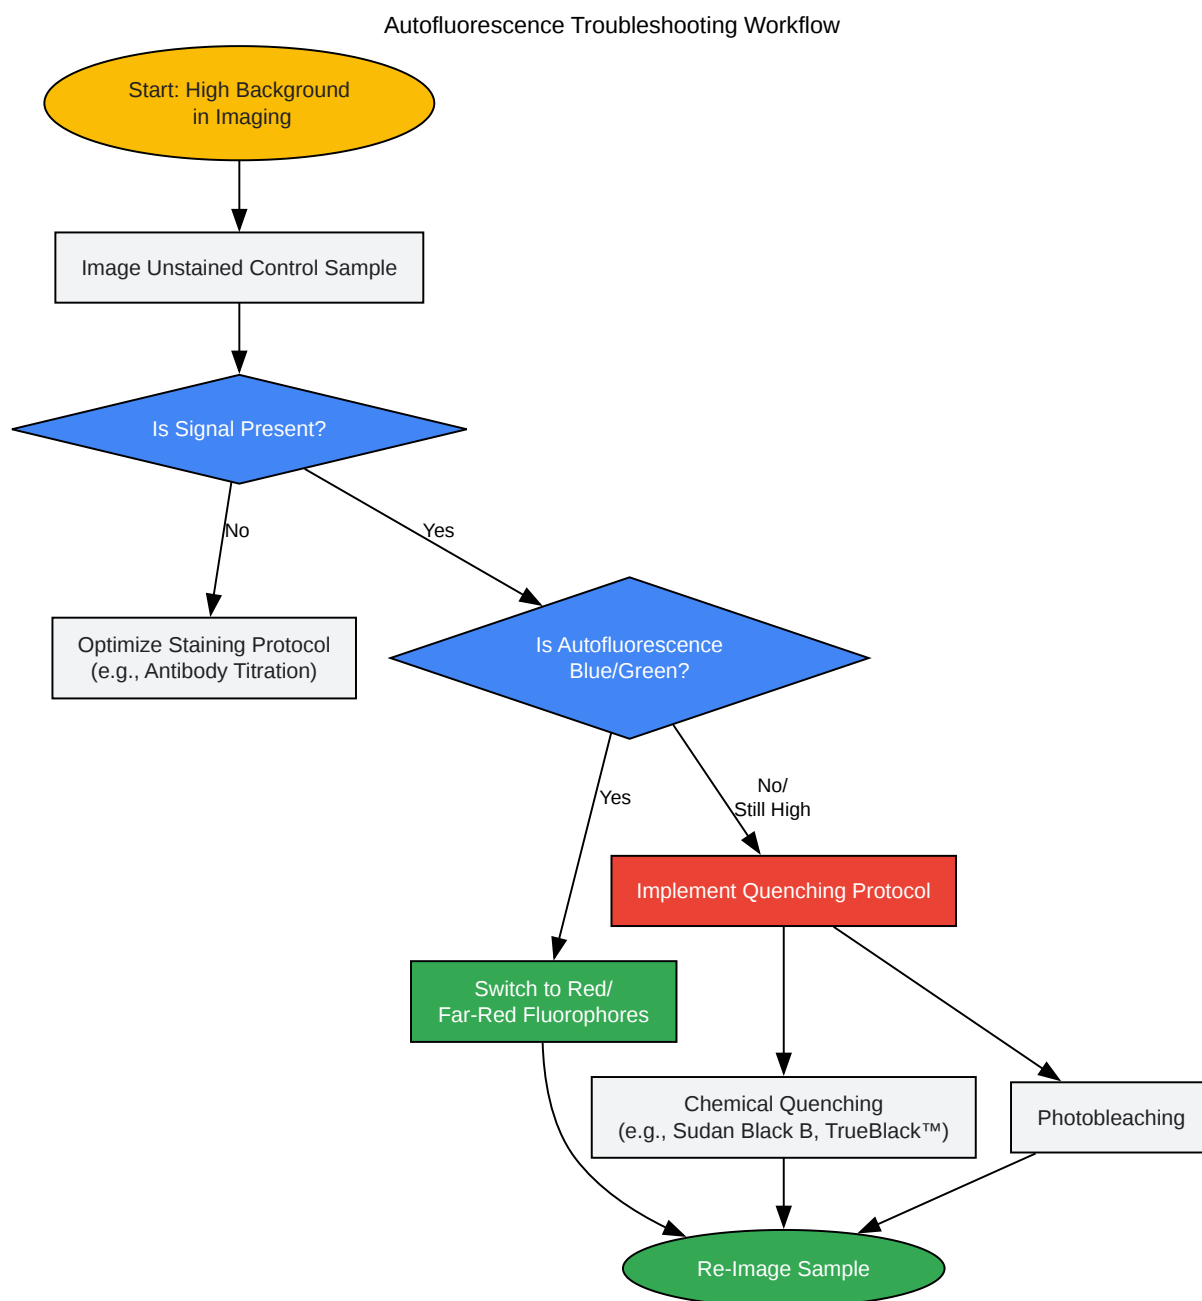 Autofluorescence Troubleshooting Workflow
Start: High Background
in Imaging
Image Unstained Control Sample
Is Signal Present?
No
Yes
Optimize Staining Protocol
(e.g., Antibody Titration)
Is Autofluorescence
Blue/Green?
Yes
No/
Still High
Implement Quenching Protocol
Switch to Red/
Far-Red Fluorophores
Chemical Quenching
(e.g., Sudan Black B, TrueBlack™)
Photobleaching
Re-Image Sample